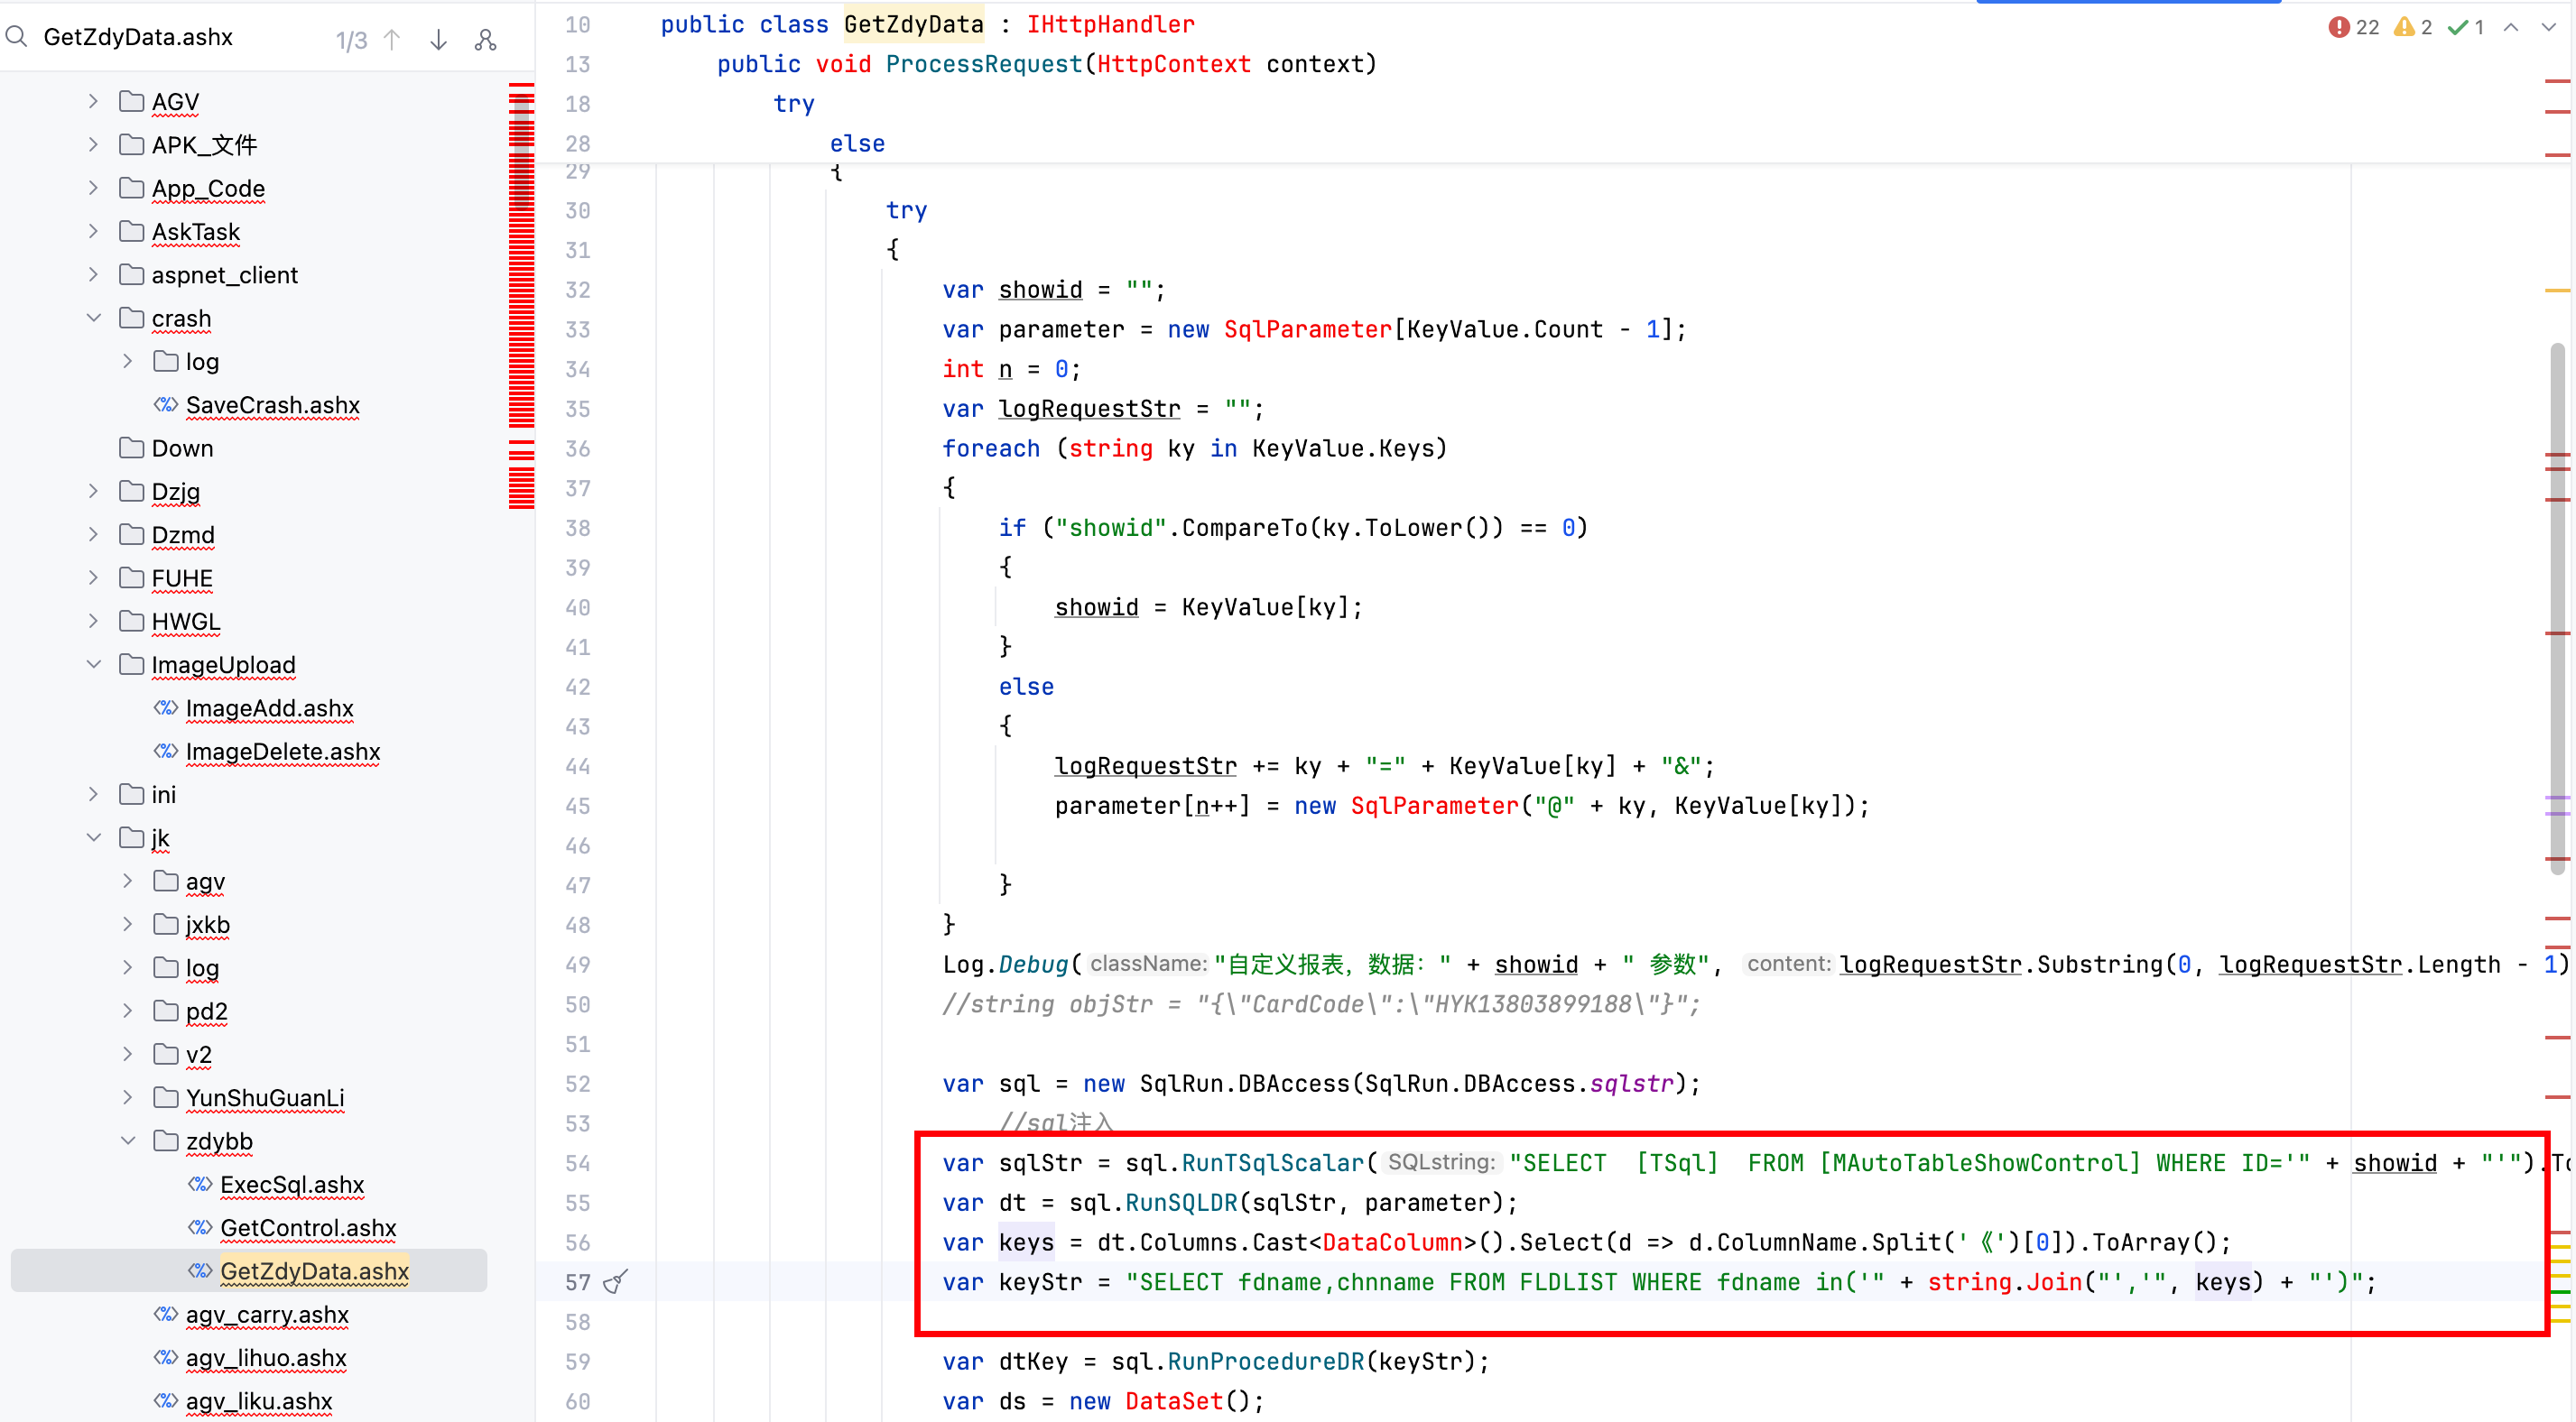 GetZdyData.ashx
1/3
AGV
APK_文件
App_Code
AskTask
aspnet_client
crash
log
SaveCrash.ashx
Down
Dzjg
Dzmd
FUHE
HWGL
ImageUpload
ImageAdd.ashx
ImageDelete.ashx
ini
jk
agv
jxkb
log
pd2
v2
YunShuGuanLi
zdybb
ExecSql.ashx
GetControl.ashx
GetZdyData.ashx
agv_carry.ashx
agv_lihuo.ashx
agv_liku.ashx
22 2 1
10 public class GetZdyData : IHttpHandler
13 public void ProcessRequest(HttpContext context)
18 try
28 else
29 {
30 try
31 {
32 var showid = "";
33 var parameter = new SqlParameter[KeyValue.Count - 1];
34 int n = 0;
35 var logRequestStr = "";
36 foreach (string ky in KeyValue.Keys)
37 {
38 if ("showid".CompareTo(ky.ToLower()) == 0)
39 {
40 showid = KeyValue[ky];
41 }
42 else
43 {
44 logRequestStr += ky + "=" + KeyValue[ky] + "&";
45 parameter[n++] = new SqlParameter("@" + ky, KeyValue[ky]);
46
47 }
48 }
49 Log.Debug( className: "自定义报表，数据：" + showid + " 参数", content: logRequestStr.Substring(0, logRequestStr.Length - 1)
50 //string objStr = "{\"CardCode\":\"HYK13803899188\"}";
51
52 var sql = new SqlRun.DBAccess(SqlRun.DBAccess.sqlstr);
53 //sql注入
54 var sqlStr = sql.RunTSqlScalar( SQLstring: "SELECT  [TSql]  FROM [MAutoTableShowControl] WHERE ID='" + showid + "'").To
55 var dt = sql.RunSQLDR(sqlStr, parameter);
56 var keys = dt.Columns.Cast<DataColumn>().Select(d => d.ColumnName.Split('《')[0]).ToArray();
57 var keyStr = "SELECT fdname,chnname FROM FLDLIST WHERE fdname in('" + string.Join("','", keys) + "')";
58
59 var dtKey = sql.RunProcedureDR(keyStr);
60 var ds = new DataSet();